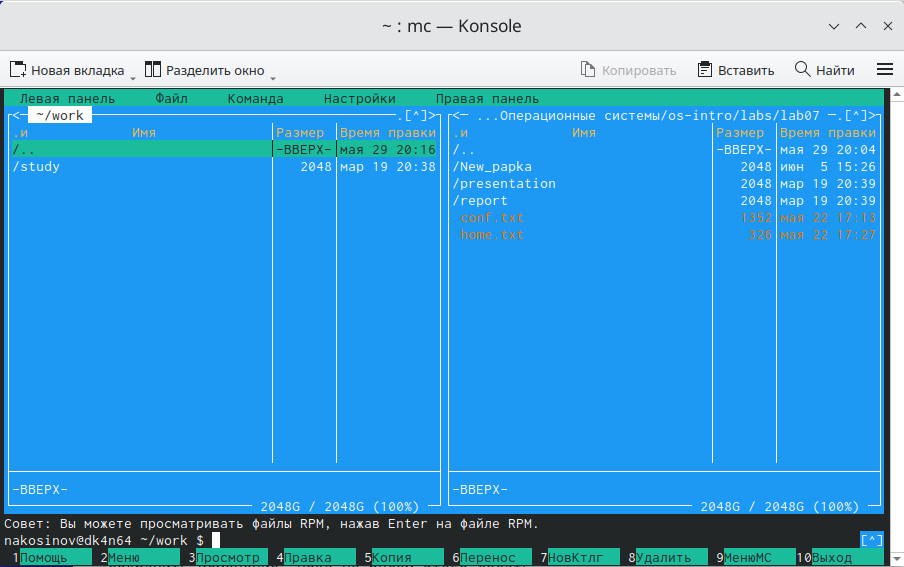 ~ : mc — Konsole
Новая вкладка Разделить окно Копировать Вставить Найти
Левая панель Файл Команда Настройки Правая панель
<─ ~/work .[^]> <─ ...Операционные системы/os-intro/labs/lab07 ─.[^]>
.и Имя Размер Время правки .и Имя Размер Время правки
/.. -ВВЕРХ- мая 29 20:16 /.. -ВВЕРХ- мая 29 20:04
/study 2048 мар 19 20:38 /New_papka 2048 июн 5 15:26
/presentation 2048 мар 19 20:39
/report 2048 мар 19 20:39
conf.txt 1352 мая 22 17:13
home.txt 326 мая 22 17:27
-ВВЕРХ- -ВВЕРХ-
2048G / 2048G (100%) 2048G / 2048G (100%)
Совет: Вы можете просматривать файлы RPM, нажав Enter на файле RPM.
nakosinov@dk4n64 ~/work $ [^]
1Помощь 2Меню 3Просмотр 4Правка 5Копия 6Перенос 7НовКтлг 8Удалить 9МенюМС 10Выход